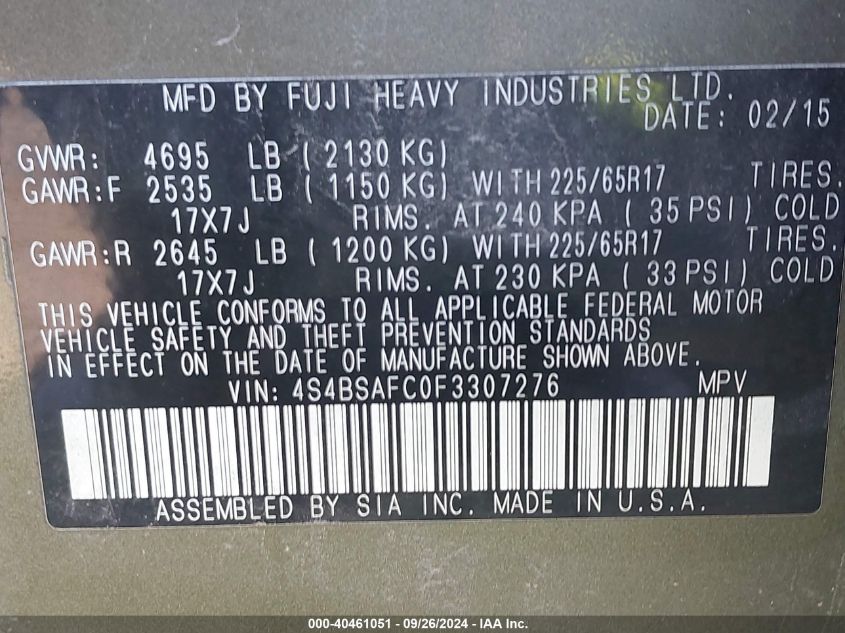 MFD BY FUJI HEAVY INDUSTRIES LTD.
DATE: 02/15
GVWR: 4695 LB ( 2130 KG)
GAWR:F 2535 LB ( 1150 KG) WITH 225/65R17 TIRES.
17X7J RIMS. AT 240 KPA ( 35 PSI) COLD
GAWR:R 2645 LB ( 1200 KG) WITH 225/65R17 TIRES.
17X7J RIMS. AT 230 KPA ( 33 PSI) COLD
THIS VEHICLE CONFORMS TO ALL APPLICABLE FEDERAL MOTOR
VEHICLE SAFETY AND THEFT PREVENTION STANDARDS
IN EFFECT ON THE DATE OF MANUFACTURE SHOWN ABOVE.
VIN: 4S4BSAFC0F3307276 MPV
ASSEMBLED BY SIA INC. MADE IN U.S.A.
000-40461051 - 09/26/2024 - IAA Inc.